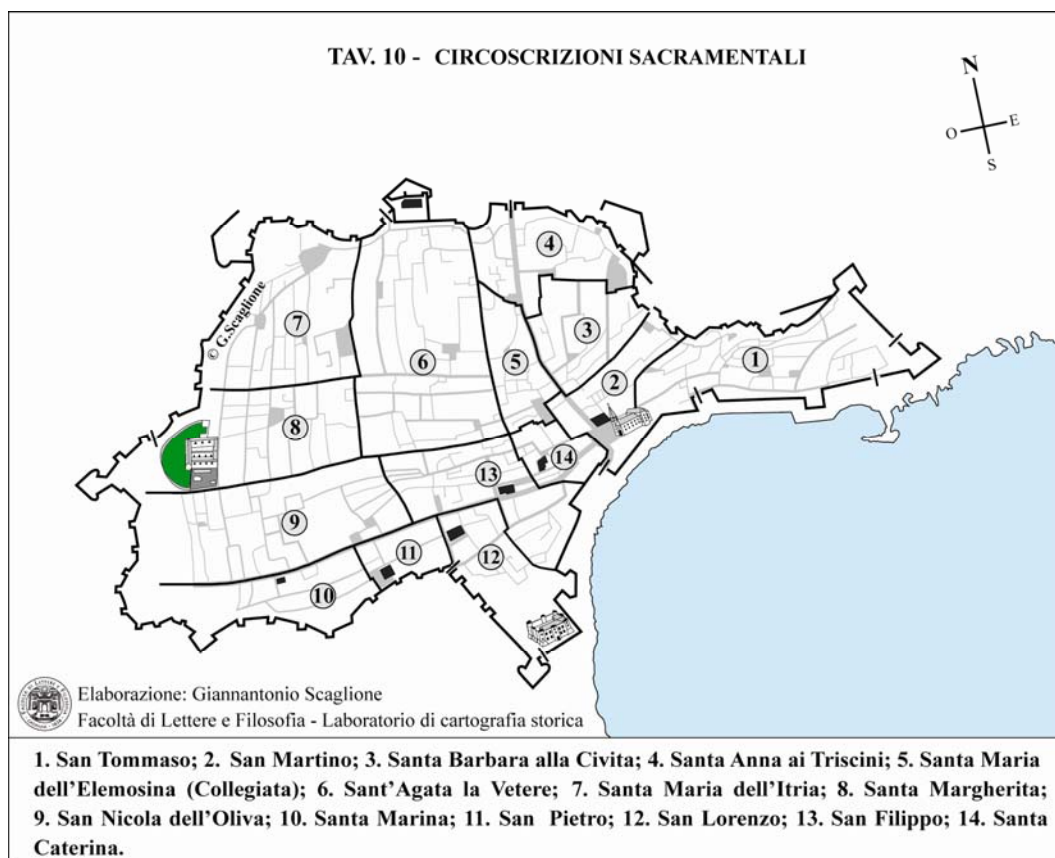 TAV. 10 - CIRCOSCRIZIONI SACRAMENTALI
N
O
E
S
4
7
3
© G.Scaglione
6
5
1
2
8
14
13
9
11
12
10
Elaborazione: Giannantonio Scaglione
Facoltà di Lettere e Filosofia - Laboratorio di cartografia storica
1. San Tommaso; 2. San Martino; 3. Santa Barbara alla Civita; 4. Santa Anna ai Triscini; 5. Santa Maria
dell'Elemosina (Collegiata); 6. Sant'Agata la Vetere; 7. Santa Maria dell'Itria; 8. Santa Margherita;
9. San Nicola dell'Oliva; 10. Santa Marina; 11. San Pietro; 12. San Lorenzo; 13. San Filippo; 14. Santa
Caterina.